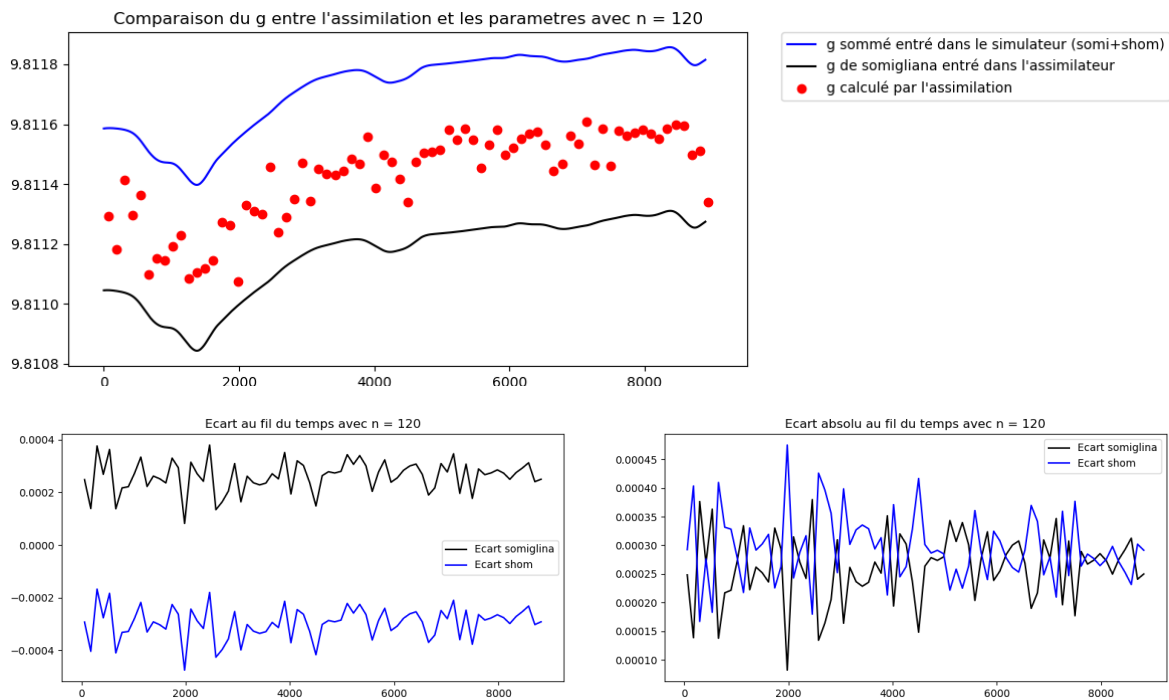 Comparaison du g entre l'assimilation et les parametres avec n = 120
g sommé entré dans le simulateur (somi+shom)
g de somigliana entré dans l'assimilateur
g calculé par l'assimilation
9.8118
9.8116
9.8114
9.8112
9.8110
9.8108
0 2000 4000 6000 8000
Ecart au fil du temps avec n = 120
0.0004
0.0002
0.0000
−0.0002
−0.0004
Ecart somiglina
Ecart shom
0 2000 4000 6000 8000
Ecart absolu au fil du temps avec n = 120
Ecart somiglina
Ecart shom
0.00045
0.00040
0.00035
0.00030
0.00025
0.00020
0.00015
0.00010
0 2000 4000 6000 8000